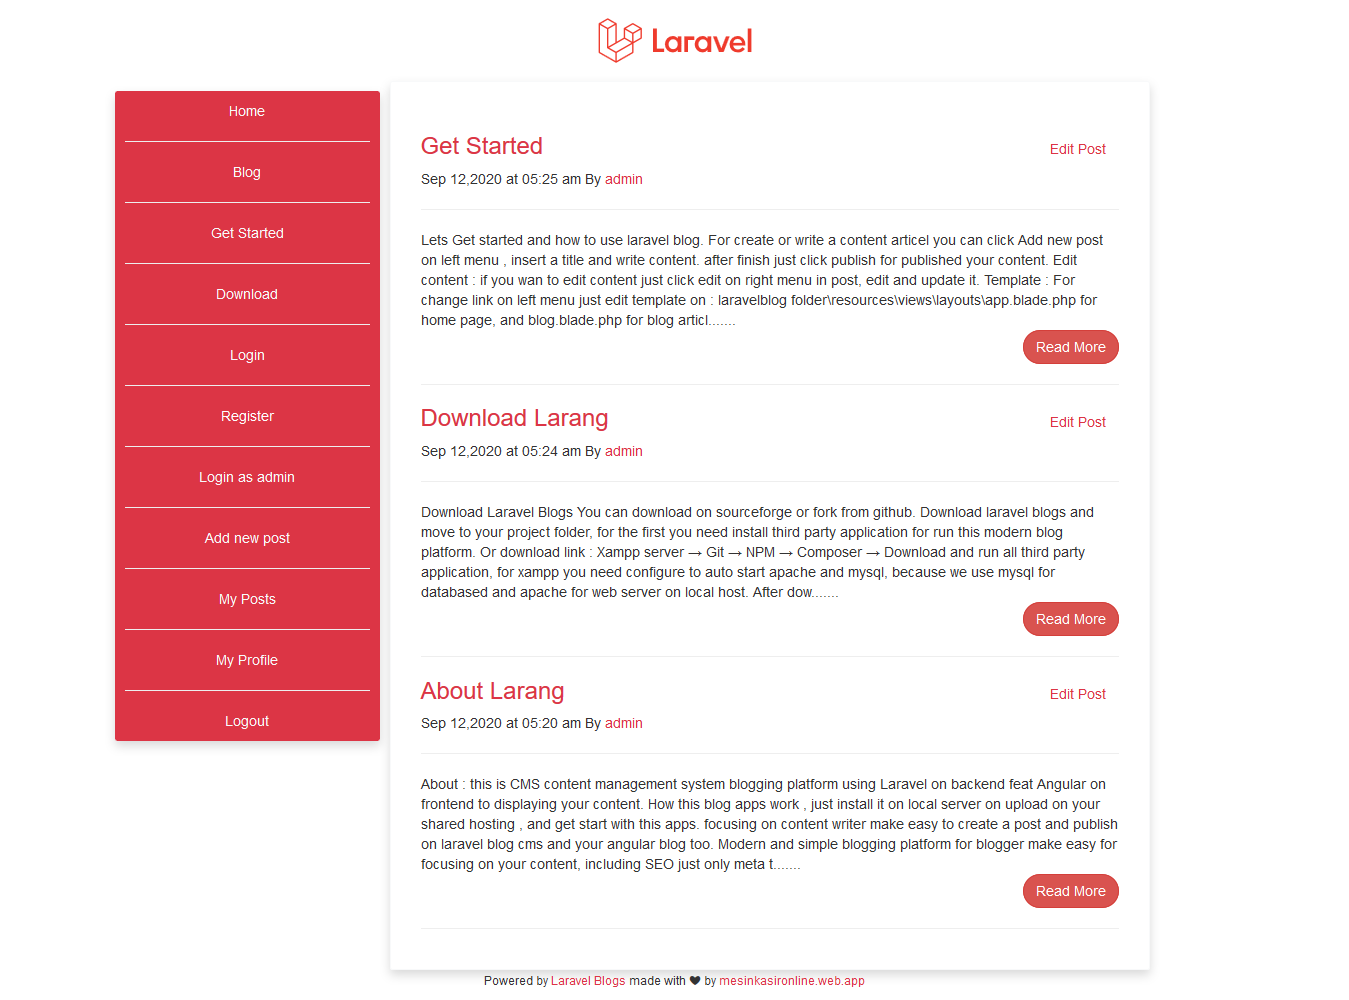 Laravel
Home
Blog
Get Started
Download
Login
Register
Login as admin
Add new post
My Posts
My Profile
Logout
Get Started
Edit Post
Sep 12,2020 at 05:25 am By admin
Lets Get started and how to use laravel blog. For create or write a content articel you can click Add new post
on left menu , insert a title and write content. after finish just click publish for published your content. Edit
content : if you wan to edit content just click edit on right menu in post, edit and update it. Template : For
change link on left menu just edit template on : laravelblog folder\resources\views\layouts\app.blade.php for
home page, and blog.blade.php for blog articl.......
Read More
Download Larang
Edit Post
Sep 12,2020 at 05:24 am By admin
Download Laravel Blogs You can download on sourceforge or fork from github. Download laravel blogs and
move to your project folder, for the first you need install third party application for run this modern blog
platform. Or download link : Xampp server → Git → NPM → Composer → Download and run all third party
application, for xampp you need configure to auto start apache and mysql, because we use mysql for
databased and apache for web server on local host. After dow.......
Read More
About Larang
Edit Post
Sep 12,2020 at 05:20 am By admin
About : this is CMS content management system blogging platform using Laravel on backend feat Angular on
frontend to displaying your content. How this blog apps work , just install it on local server on upload on your
shared hosting , and get start with this apps. focusing on content writer make easy to create a post and publish
on laravel blog cms and your angular blog too. Modern and simple blogging platform for blogger make easy for
focusing on your content, including SEO just only meta t.......
Read More
Powered by Laravel Blogs made with ♥ by mesinkasironline.web.app